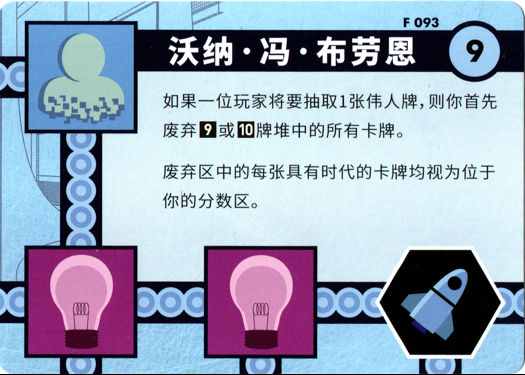 F 093
沃纳·冯·布劳恩
9
如果一位玩家将要抽取1张伟人牌,则你首先
废弃9或10牌堆中的所有卡牌。
废弃区中的每张具有时代的卡牌均视为位于
你的分数区。